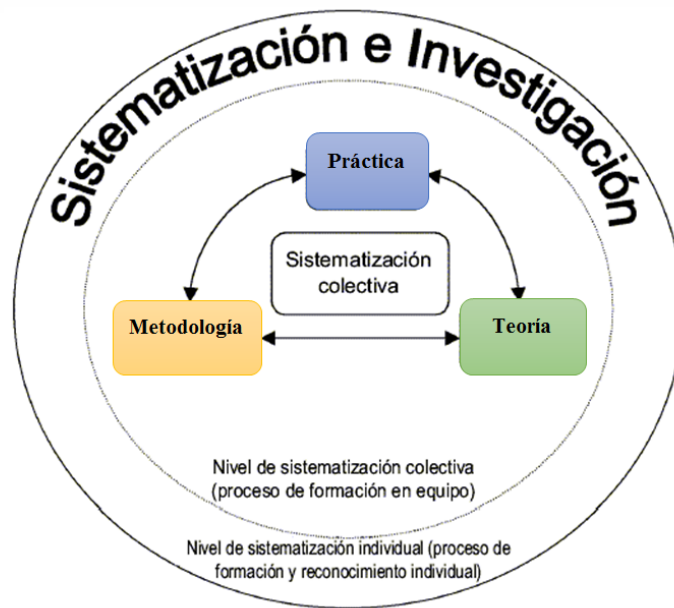 Sistematización e Investigación
Práctica
Sistematización
colectiva
Metodología
Teoría
Nivel de sistematización colectiva
(proceso de formación en equipo)
Nivel de sistematización individual (proceso de
formación y reconocimiento individual)